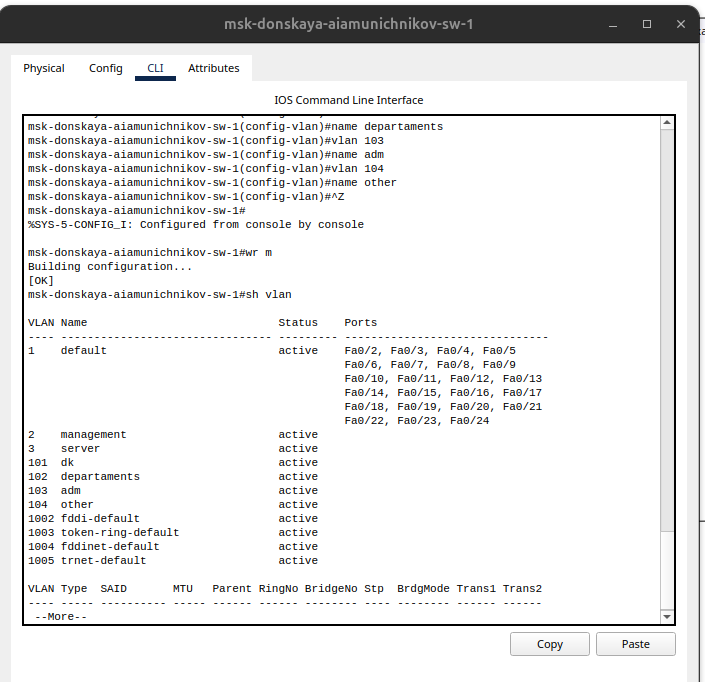 msk-donskaya-aiamunichnikov-sw-1
Physical Config CLI Attributes
IOS Command Line Interface
msk-donskaya-aiamunichnikov-sw-1(config-vlan)#name departaments
msk-donskaya-aiamunichnikov-sw-1(config-vlan)#vlan 103
msk-donskaya-aiamunichnikov-sw-1(config-vlan)#name adm
msk-donskaya-aiamunichnikov-sw-1(config-vlan)#vlan 104
msk-donskaya-aiamunichnikov-sw-1(config-vlan)#name other
msk-donskaya-aiamunichnikov-sw-1(config-vlan)#^Z
msk-donskaya-aiamunichnikov-sw-1#
%SYS-5-CONFIG_I: Configured from console by console
msk-donskaya-aiamunichnikov-sw-1#wr m
Building configuration...
[OK]
msk-donskaya-aiamunichnikov-sw-1#sh vlan
VLAN Name                             Status    Ports
---- -------------------------------- --------- -------------------------------
1    default                          active    Fa0/2, Fa0/3, Fa0/4, Fa0/5
                                                Fa0/6, Fa0/7, Fa0/8, Fa0/9
                                                Fa0/10, Fa0/11, Fa0/12, Fa0/13
                                                Fa0/14, Fa0/15, Fa0/16, Fa0/17
                                                Fa0/18, Fa0/19, Fa0/20, Fa0/21
                                                Fa0/22, Fa0/23, Fa0/24
2    management                       active
3    server                           active
101  dk                               active
102  departaments                     active
103  adm                              active
104  other                            active
1002 fddi-default                     active
1003 token-ring-default               active
1004 fddinet-default                  active
1005 trnet-default                    active
VLAN Type  SAID       MTU   Parent RingNo BridgeNo Stp  BrdgMode Trans1 Trans2
---- ----- ---------- ----- ------ ------ -------- ---- -------- ------ ------
 --More--
Copy Paste